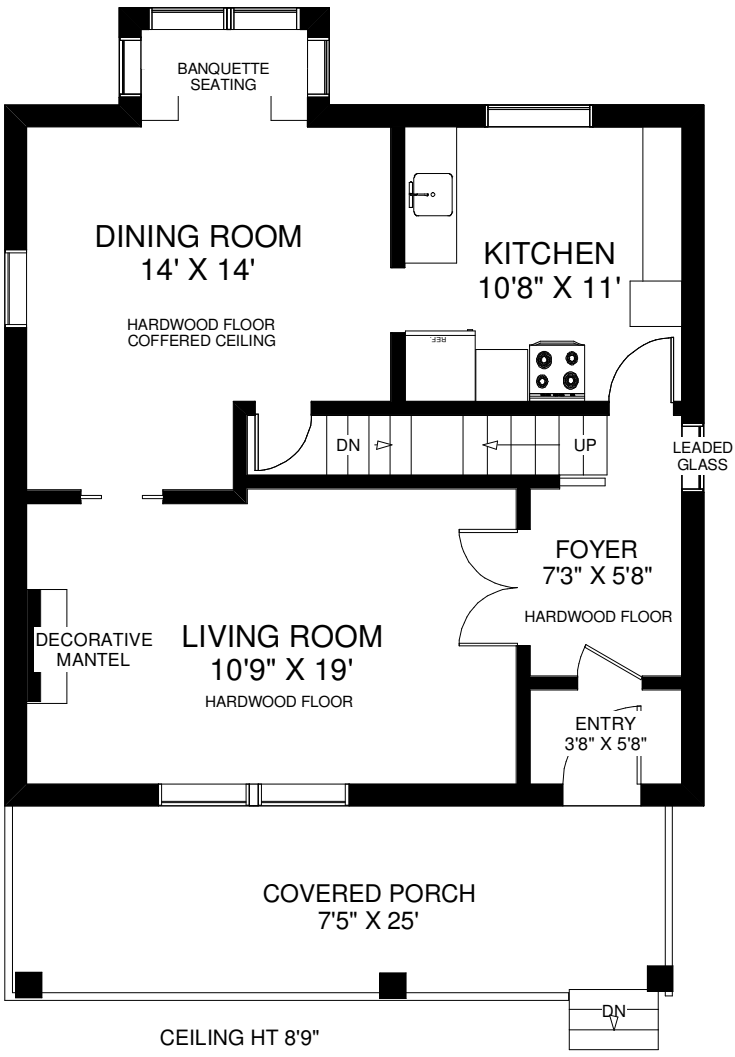 BANQUETTE
SEATING
DINING ROOM
14' X 14'
HARDWOOD FLOOR
COFFERED CEILING
KITCHEN
10'8" X 11'
REF.
DN
UP
LEADED
GLASS
FOYER
7'3" X 5'8"
HARDWOOD FLOOR
DECORATIVE
MANTEL
LIVING ROOM
10'9" X 19'
HARDWOOD FLOOR
ENTRY
3'8" X 5'8"
COVERED PORCH
7'5" X 25'
DN
CEILING HT 8'9"